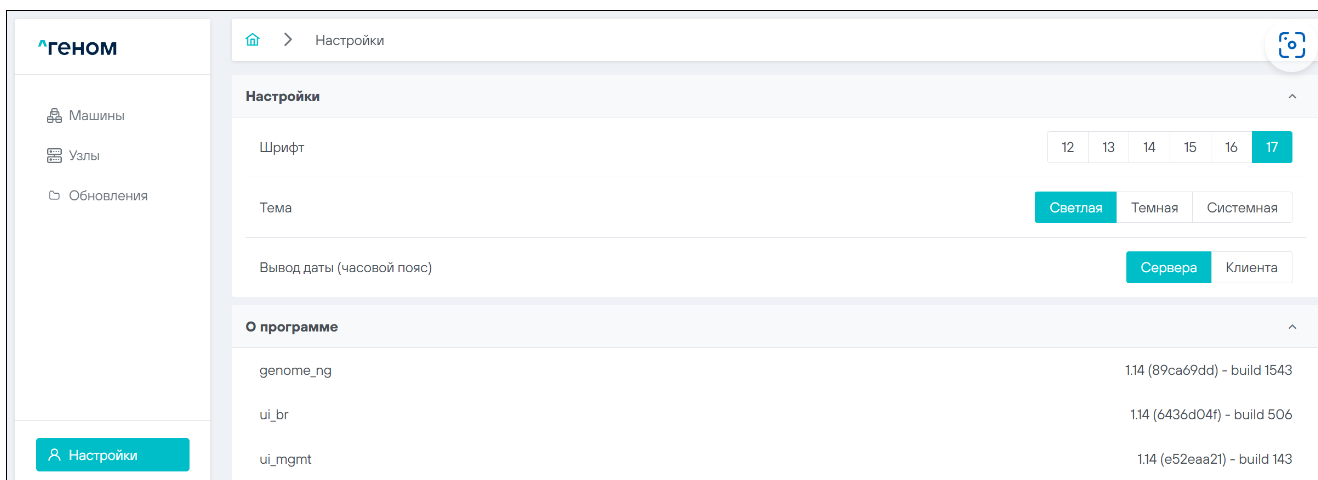 ^геном
Настройки
Машины
Узлы
Обновления
Настройки
Настройки
Шрифт 12 13 14 15 16 17
Тема Светлая Темная Системная
Вывод даты (часовой пояс) Сервера Клиента
О программе
genome_ng 1.14 (89ca69dd) - build 1543
ui_br 1.14 (6436d04f) - build 506
ui_mgmt 1.14 (e52eaa21) - build 143